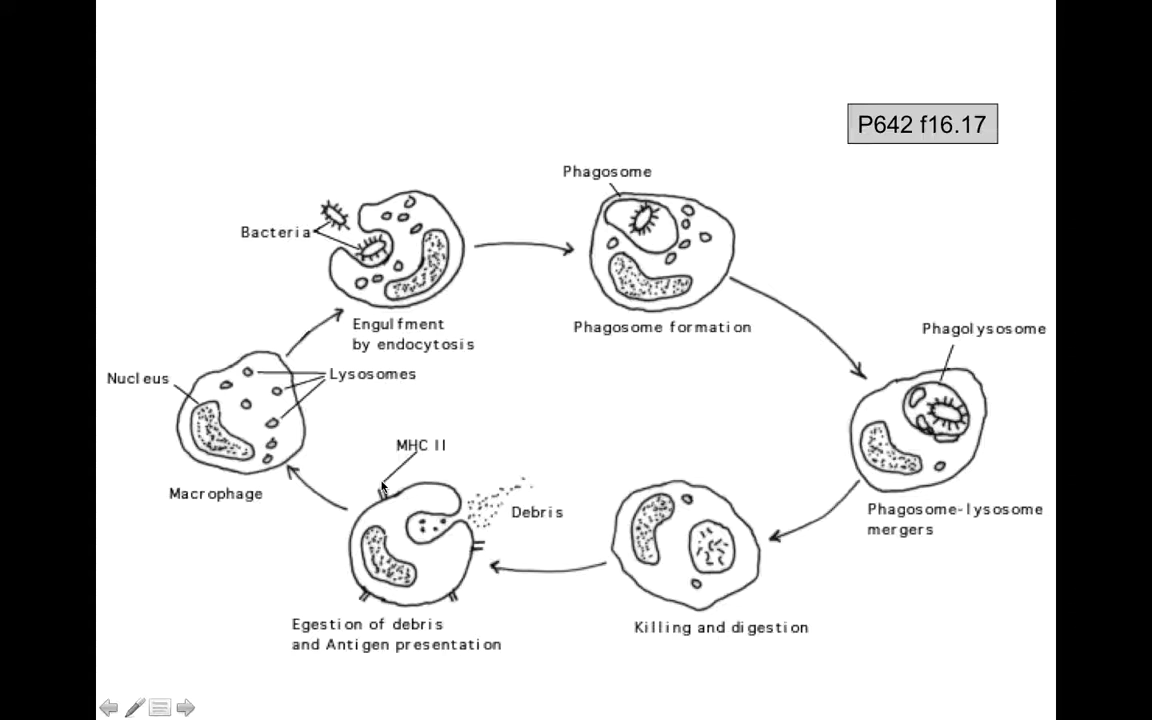 P642 f16.17
Phagosome
Bacteria
Engulfment
by endocytosis
Phagosome formation
Phagolysosome
Nucleus
Lysosomes
Macrophage
MHC II
Debris
Phagosome-lysosome
mergers
Egestion of debris
and Antigen presentation
Killing and digestion